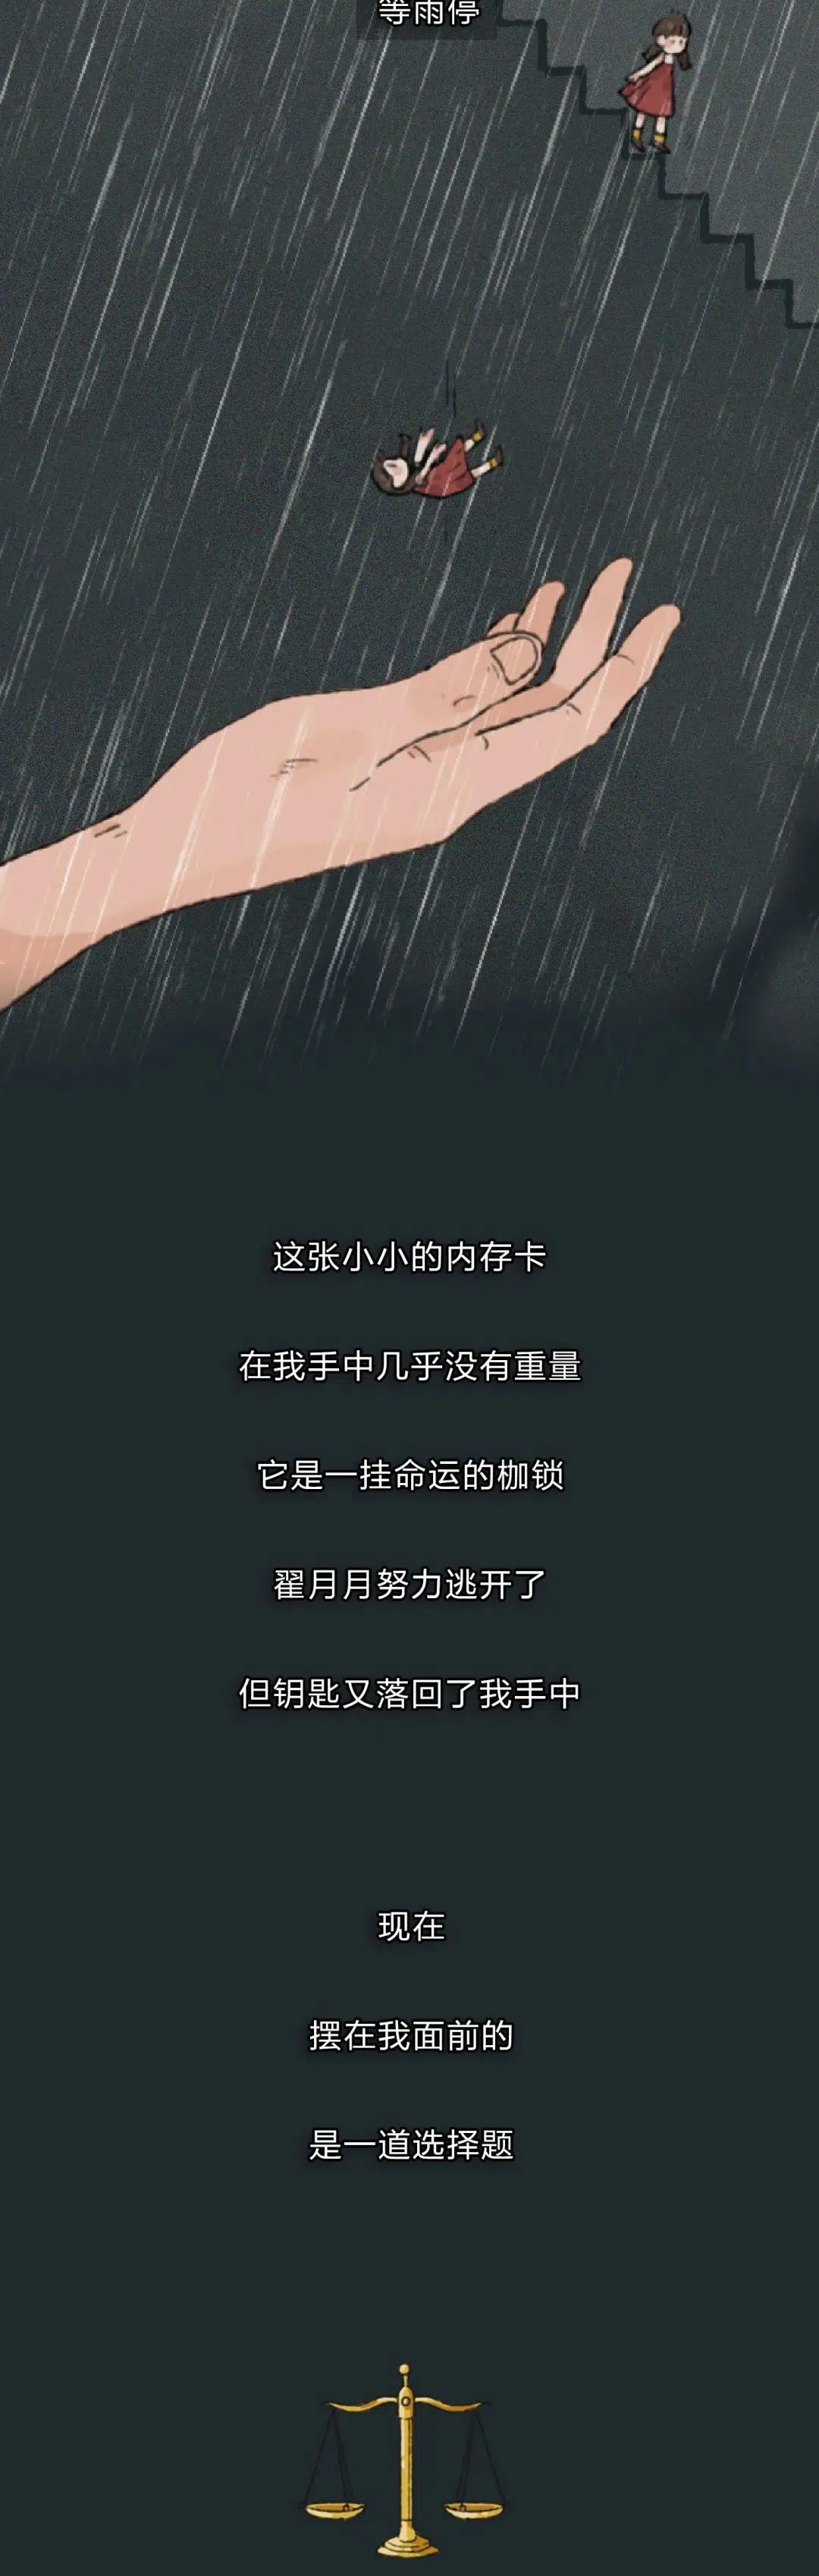 等雨停
这张小小的内存卡
在我手中几乎没有重量
它是一挂命运的枷锁
翟月月努力逃开了
但钥匙又落回了我手中
现在
摆在我面前的
是一道选择题